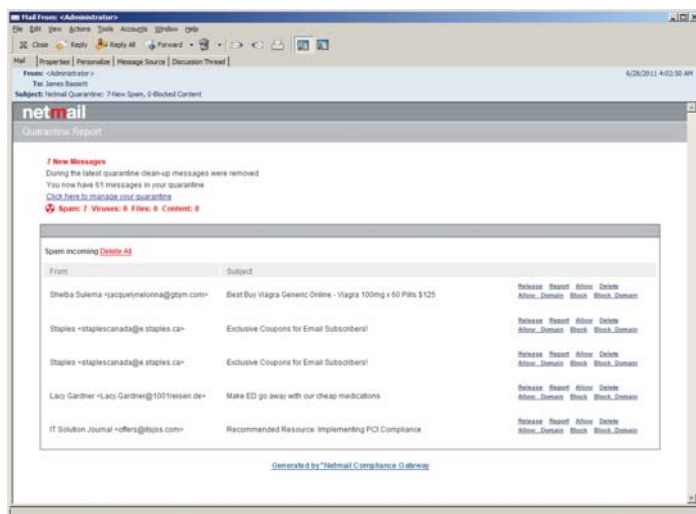 Mail From: <Administrator>
File Edit View Actions Tools Accounts Window Help
Close Reply Reply All Forward
Mail Properties Personalize Message Source Discussion Thread
From: <Administrator> 6/28/2011 4:03:50 AM
To: James Bassett
Subject: Netmail Quarantine: 7-New Spam, 0-Blocked Content
netmail
Quarantine Report
7 New Messages
During the latest quarantine clean-up messages were removed
You now have 61 messages in your quarantine
Click here to manage your quarantine
Spam: 7 Viruses: 0 Files: 0 Content: 0
Spam incoming Delete All
From Subject
Shelba Sulema <jacquelynelonna@gbjm.com> Best Buy Viagra Generic Online - Viagra 100mg x 60 Pills $125 Release Report Allow Delete
Allow Domain Block Block Domain
Staples <staplescanada@e.staples.ca> Exclusive Coupons for Email Subscribers! Release Report Allow Delete
Allow Domain Block Block Domain
Staples <staplescanada@e.staples.ca> Exclusive Coupons for Email Subscribers! Release Report Allow Delete
Allow Domain Block Block Domain
Lacy Gardner <Lacy.Gardner@1001reisen.de> Make ED go away with our cheap medications Release Report Allow Delete
Allow Domain Block Block Domain
IT Solution Journal <offers@itsjss.com> Recommended Resource: Implementing PCI Compliance Release Report Allow Delete
Allow Domain Block Block Domain
Generated by "Netmail Compliance Gateway